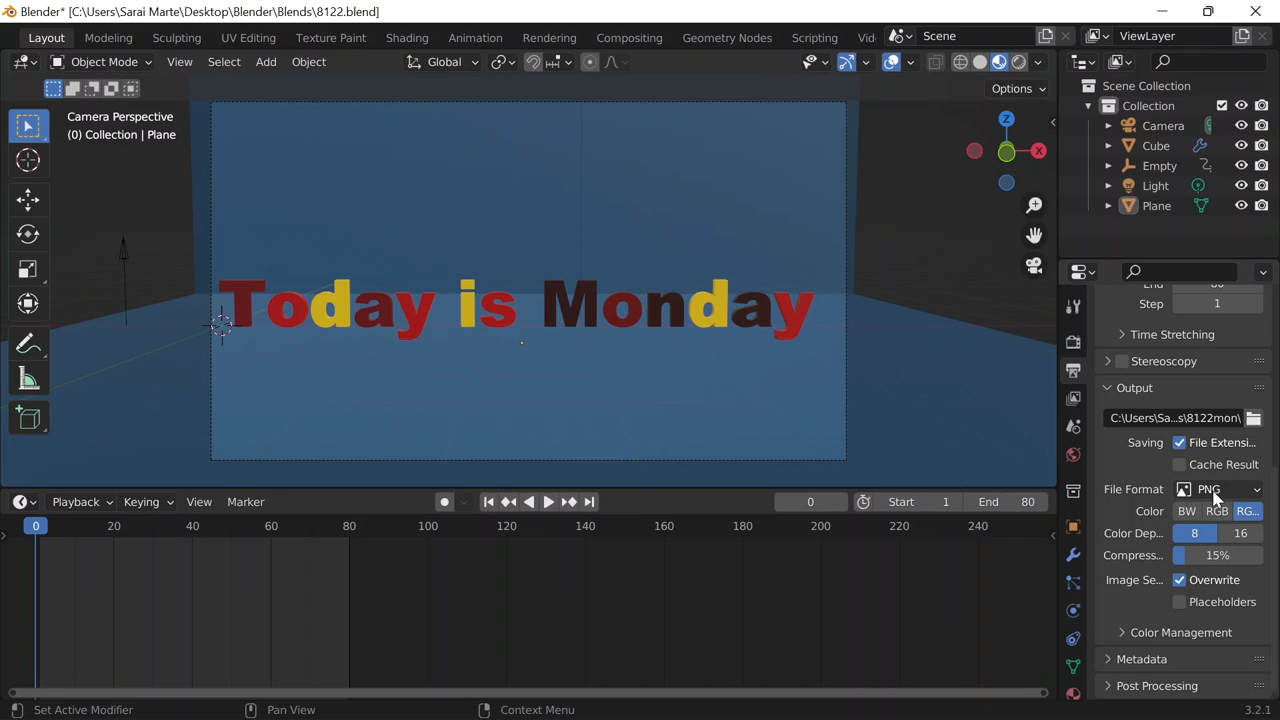 Blender* [C:\Users\Sarai Marte\Desktop\Blender\Blends\8122.blend]
Layout Modeling Sculpting UV Editing Texture Paint Shading Animation Rendering Compositing Geometry Nodes Scripting Vid Scene ViewLayer
Object Mode View Select Add Object Global
Options
Camera Perspective
(0) Collection | Plane
Z
X
Today is Monday
Scene Collection
Collection
Camera
Cube
Empty
Light
Plane
End 80
Step 1
Time Stretching
Stereoscopy
Output
C:\Users\Sa...s\8122mon\
Saving File Extensi...
Cache Result
File Format PNG
Color BW RGB RG...
Color Dep... 8 16
Compress... 15%
Image Se... Overwrite
Placeholders
Color Management
Metadata
Post Processing
Playback Keying View Marker 0 Start 1 End 80
0 20 40 60 80 100 120 140 160 180 200 220 240
Set Active Modifier Pan View Context Menu 3.2.1